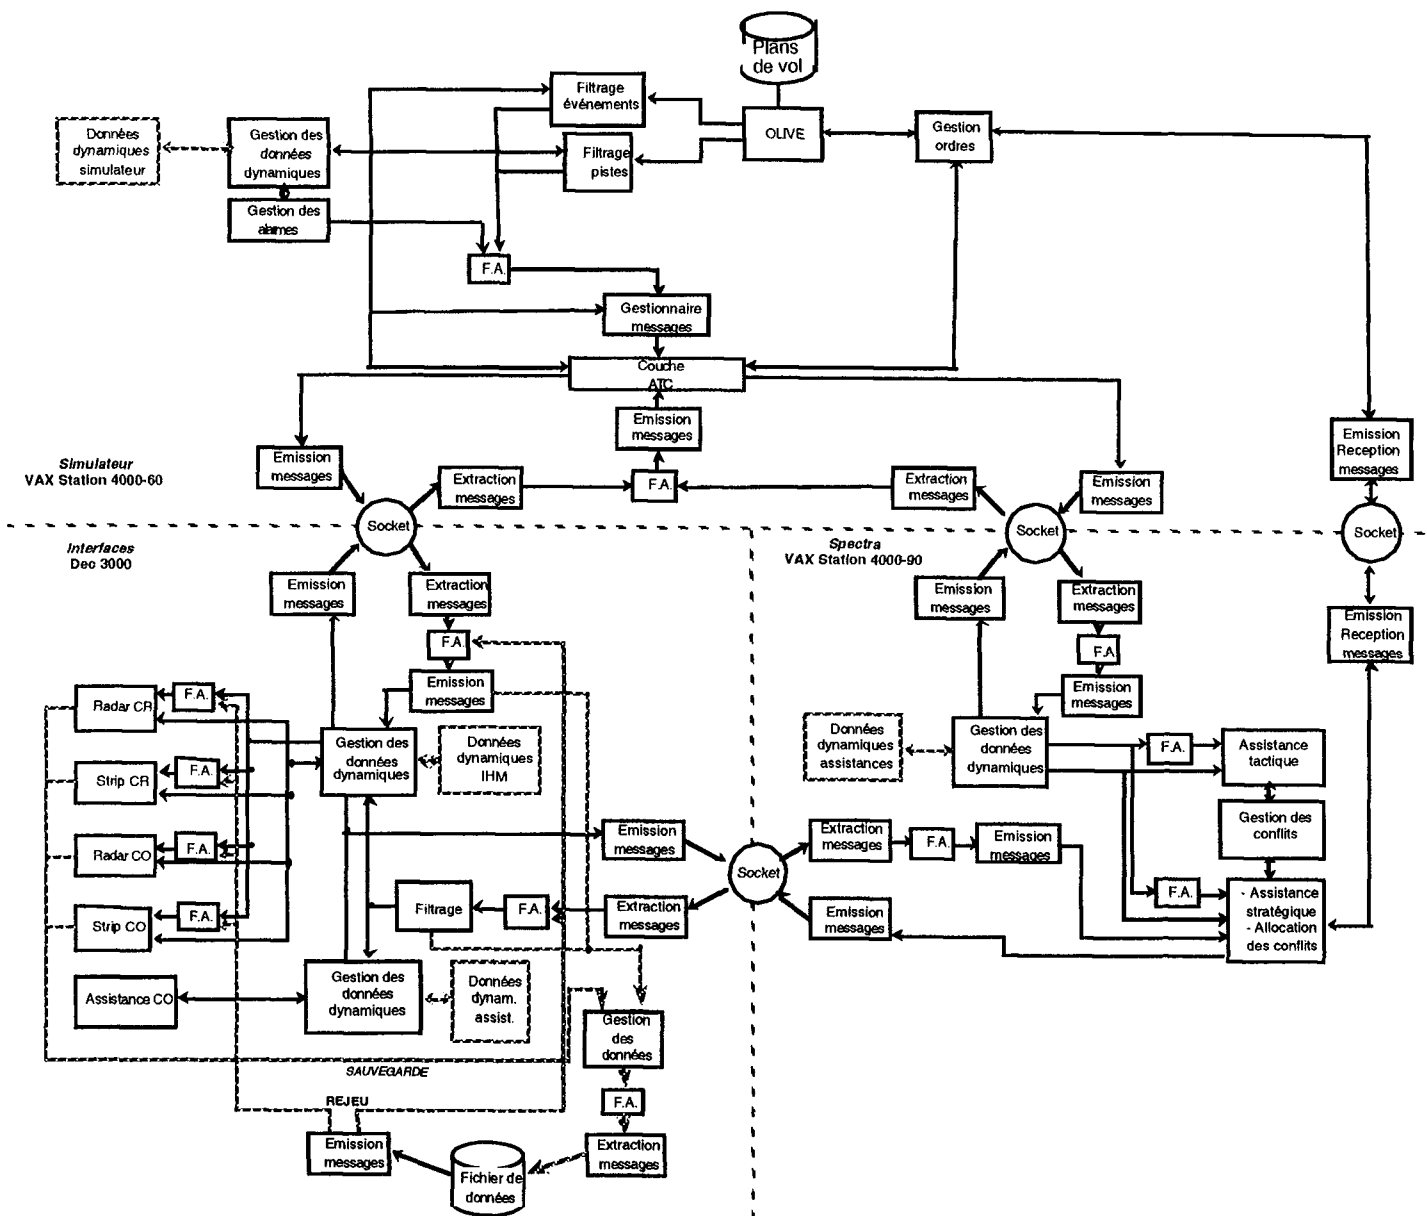 Plans
de vol
Filtrage
événements
OLIVE
Gestion
ordres
Données
dynamiques
simulateur
Gestion des
données
dynamiques
Filtrage
pistes
Gestion des
alarmes
F.A.
Gestionnaire
messages
Couche
ATC
Emission
messages
Emission
messages
Extraction
messages
F.A.
Extraction
messages
Emission
messages
Emission
Reception
messages
Simulateur
VAX Station 4000-60
Socket
Socket
Socket
Interfaces
Dec 3000
Spectra
VAX Station 4000-90
Emission
messages
Extraction
messages
F.A.
Emission
messages
Emission
messages
Extraction
messages
F.A
Emission
messages
Emission
Reception
messages
Radar CR
F.A.
Strip CR
F.A.
Radar CO
F.A.
Strip CO
F.A.
Assistance CO
Gestion des
données
dynamiques
Données
dynamiques
IHM
Données
dynamiques
assistances
Gestion des
données
dynamiques
F.A.
Assistance
tactique
Gestion des
conflits
F.A.
- Assistance
stratégique
- Allocation
des conflits
Emission
messages
Socket
Extraction
messages
F.A.
Emission
messages
Filtrage
F.A.
Extraction
messages
Emission
messages
Gestion des
données
dynamiques
Données
dynam.
assist.
Gestion
des
données
SAUVEGARDE
F.A.
REJEU
Emission
messages
Fichier de
données
Extraction
messages